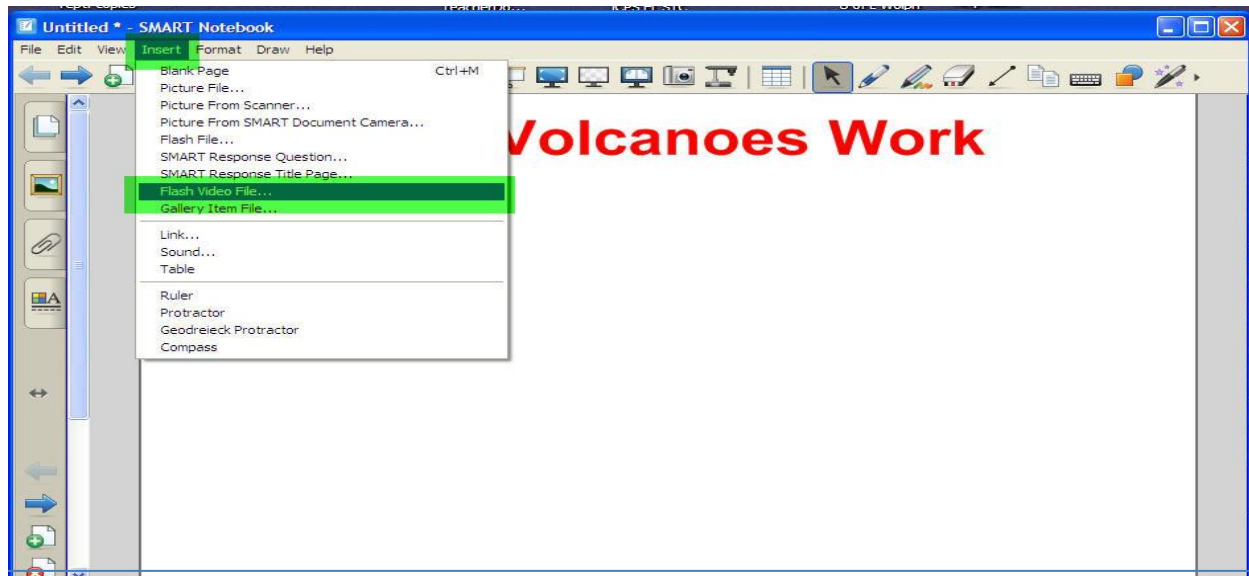 Untitled * - SMART Notebook
File Edit View Insert Format Draw Help
Blank Page Ctrl+M
Picture File...
Picture From Scanner...
Picture From SMART Document Camera...
Flash File...
SMART Response Question...
SMART Response Title Page...
Flash Video File...
Gallery Item File...
Link...
Sound...
Table
Ruler
Protractor
Geodreieck Protractor
Compass
Volcanoes Work